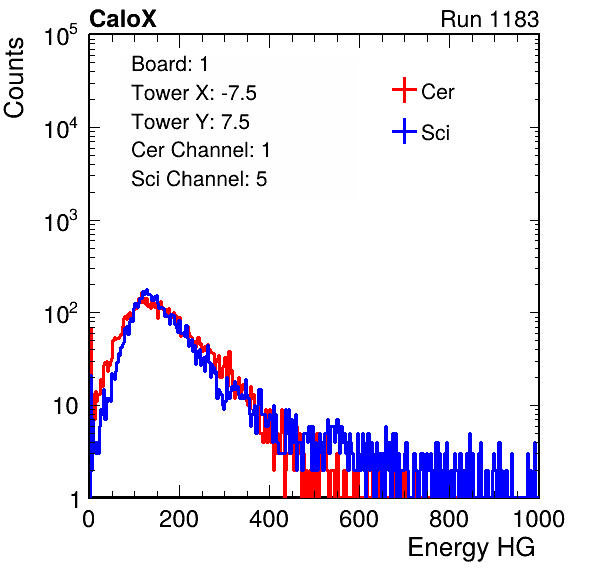 CaloX Run 1183
Counts
Board: 1
Tower X: -7.5
Tower Y: 7.5
Cer Channel: 1
Sci Channel: 5
Cer
Sci
10^5
10^4
10^3
10^2
10
1
0 200 400 600 800 1000
Energy HG